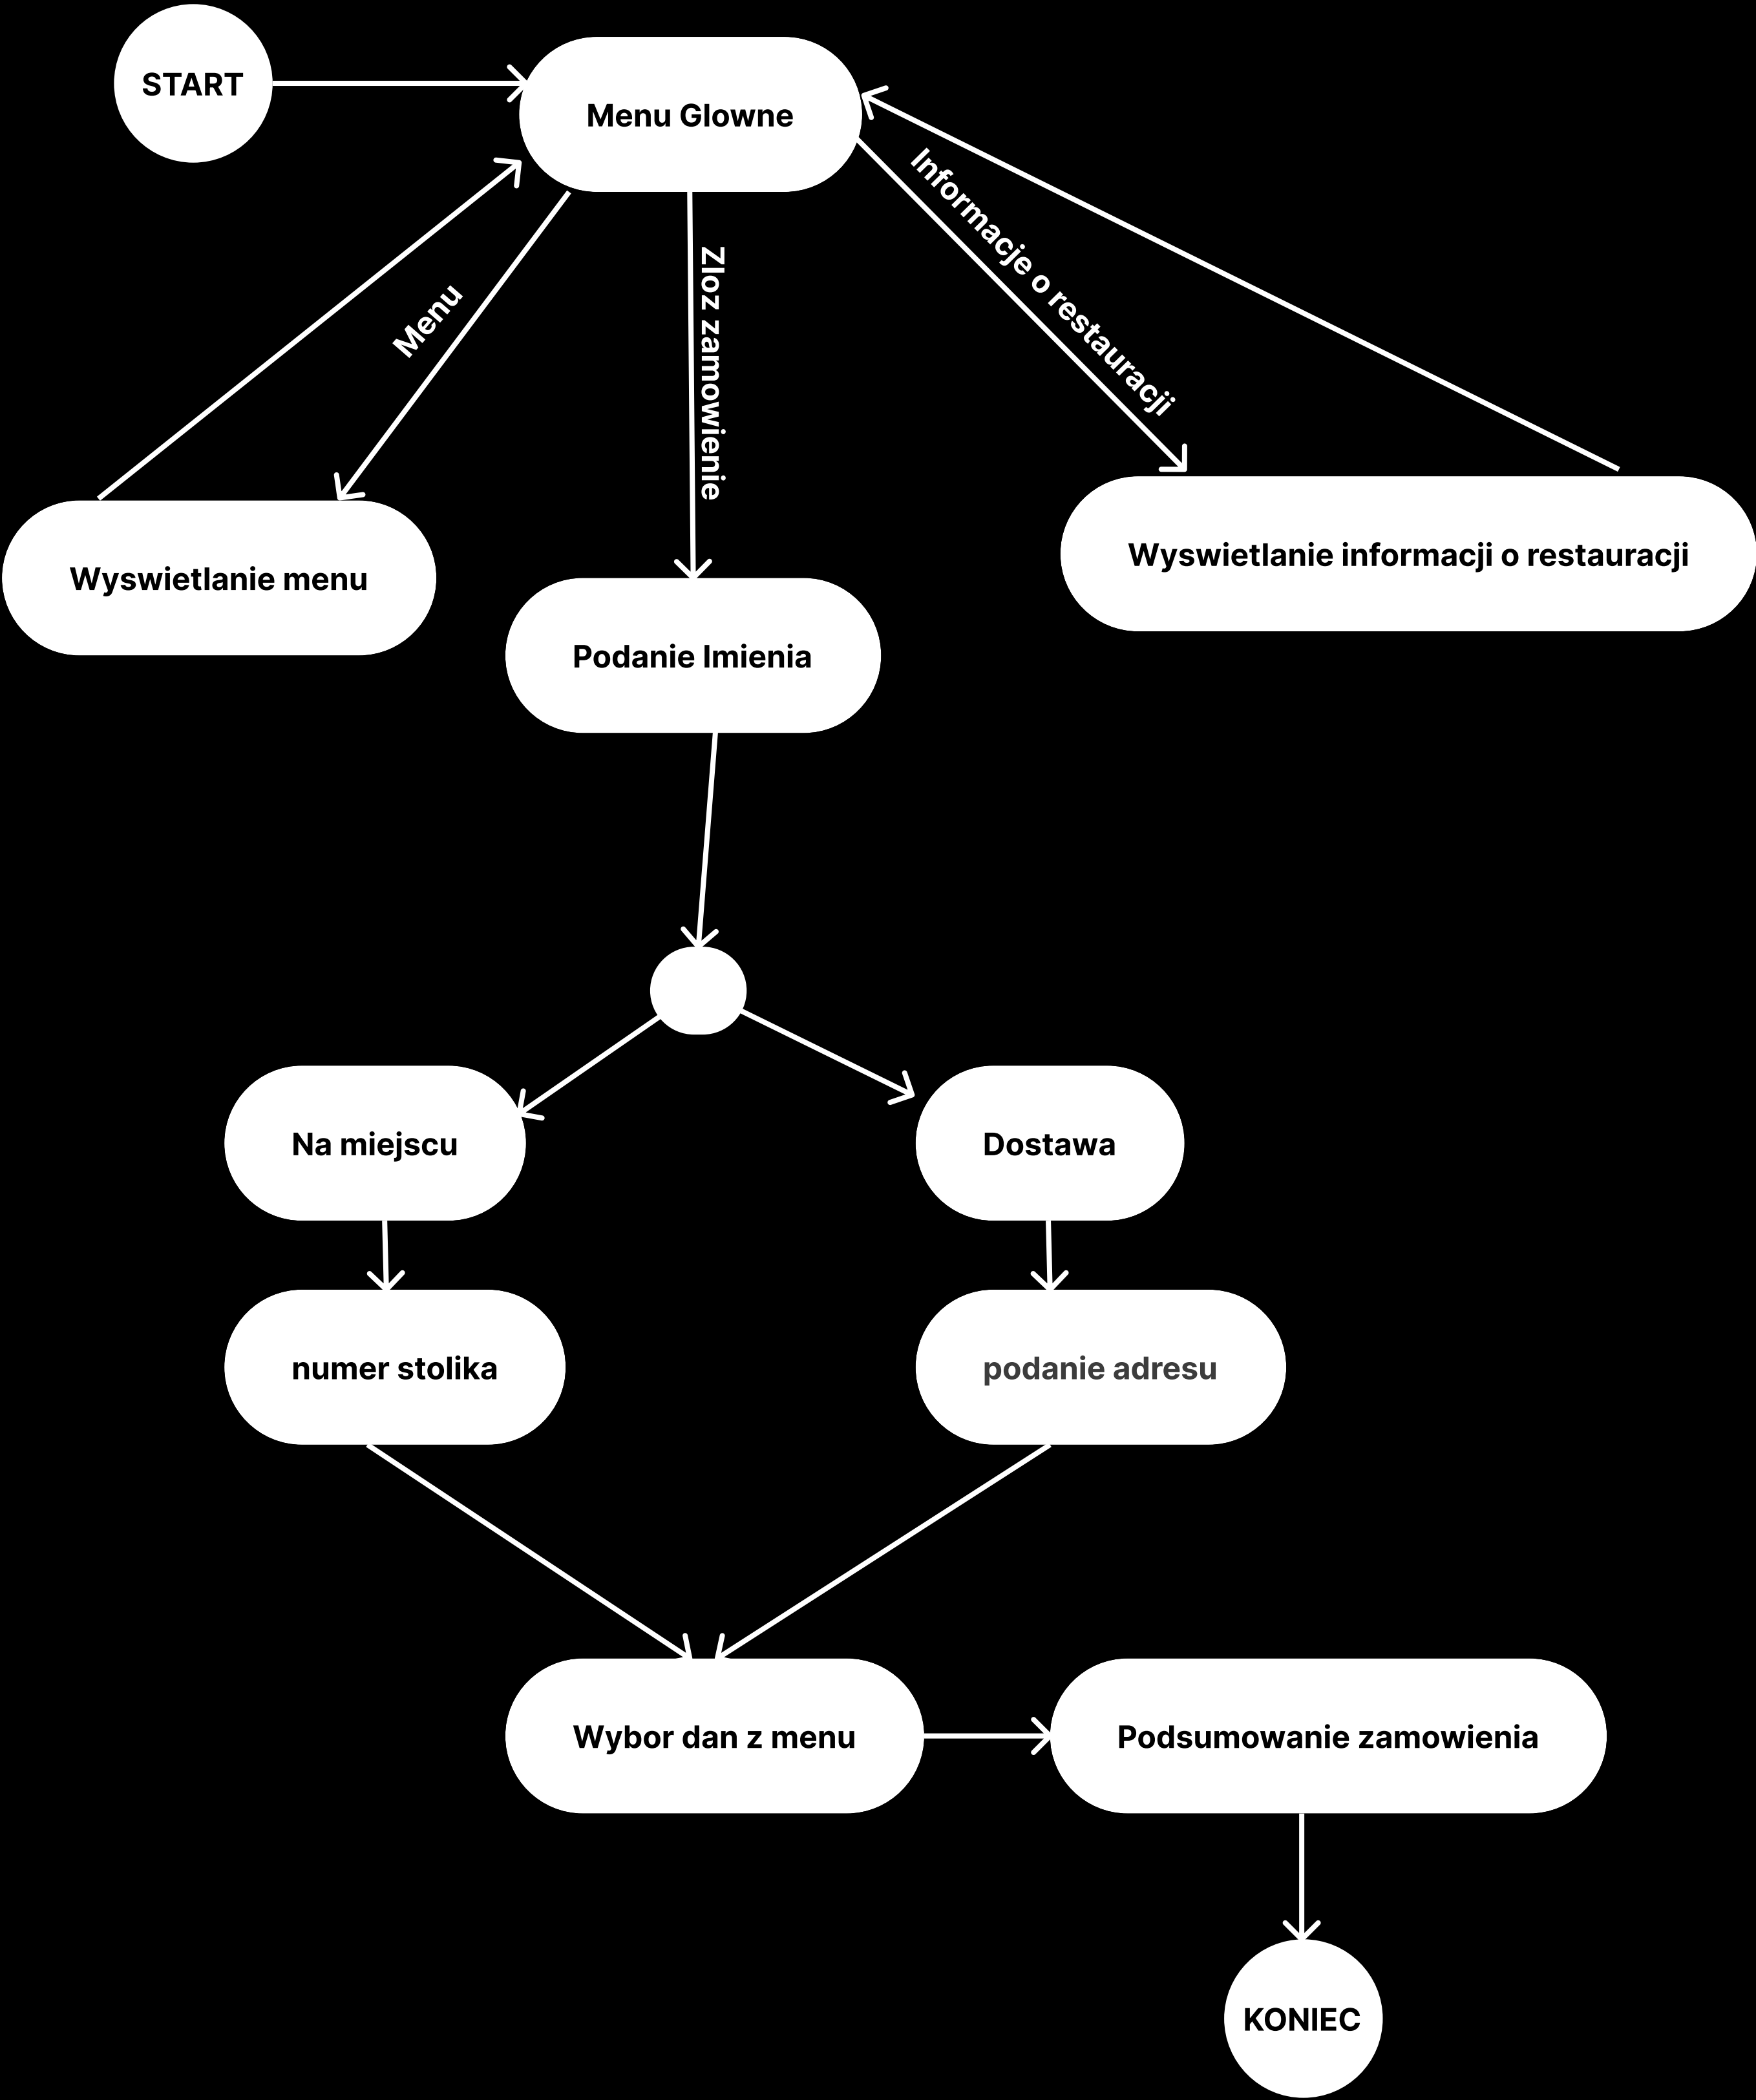 START
Menu Glowne
Informacje o restauracji
Menu
Zloz zamowienie
Wyswietlanie menu
Wyswietlanie informacji o restauracji
Podanie Imienia
Na miejscu
Dostawa
numer stolika
podanie adresu
Wybor dan z menu
Podsumowanie zamowienia
KONIEC